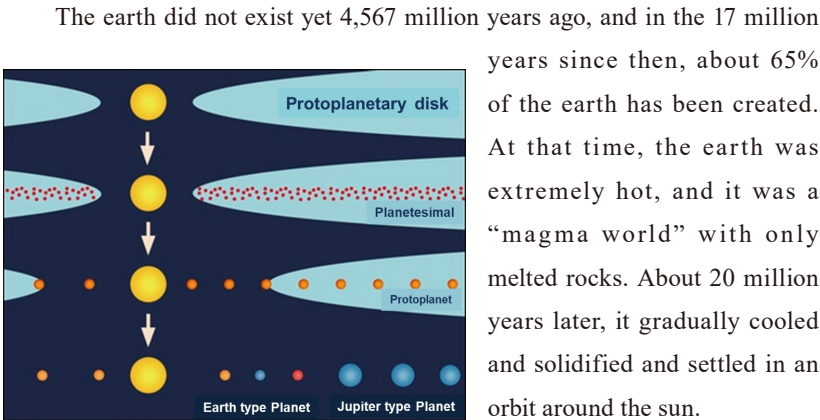 The earth did not exist yet 4,567 million years ago, and in the 17 million
years since then, about 65%
of the earth has been created.
At that time, the earth was
extremely hot, and it was a
“magma world” with only
melted rocks. About 20 million
years later, it gradually cooled
and solidified and settled in an
orbit around the sun.
Protoplanetary disk
Planetesimal
Protoplanet
Earth type Planet
Jupiter type Planet